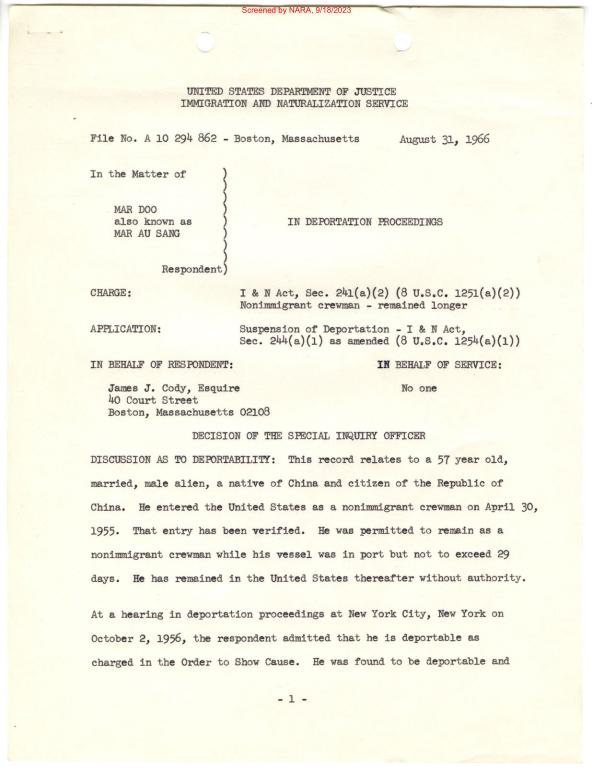 Screened by NARA, 9/18/2023
UNITED STATES DEPARTMENT OF JUSTICE
IMMIGRATION AND NATURALIZATION SERVICE
File No. A 10 294 862 - Boston, Massachusetts August 31, 1966
In the Matter of )
MAR DOO
also known as
MAR AU SANG
IN DEPORTATION PROCEEDINGS
Respondent)
CHARGE: I & N Act, Sec. 241(a)(2) (8 U.S.C. 1251(a)(2))
Nonimmigrant crewman - remained longer
APPLICATION: Suspension of Deportation - I & N Act,
Sec. 244(a)(1) as amended (8 U.S.C. 1254(a)(1))
IN BEHALF OF RESPONDENT: IN BEHALF OF SERVICE:
James J. Cody, Esquire No one
40 Court Street
Boston, Massachusetts 02108
DECISION OF THE SPECIAL INQUIRY OFFICER
DISCUSSION AS TO DEPORTABILITY: This record relates to a 57 year old,
married, male alien, a native of China and citizen of the Republic of
China. He entered the United States as a nonimmigrant crewman on April 30,
1955. That entry has been verified. He was permitted to remain as a
nonimmigrant crewman while his vessel was in port but not to exceed 29
days. He has remained in the United States thereafter without authority.
At a hearing in deportation proceedings at New York City, New York on
October 2, 1956, the respondent admitted that he is deportable as
charged in the Order to Show Cause. He was found to be deportable and
- 1 -